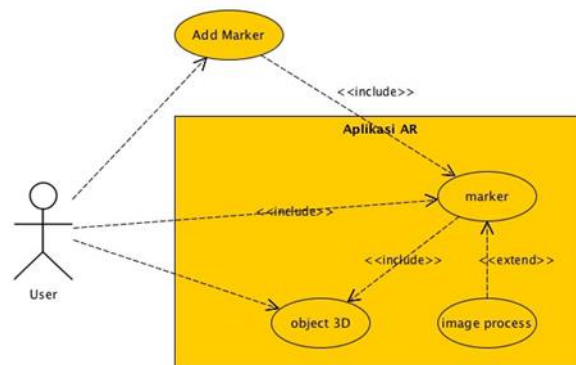 Add Marker
<<include>>
Aplikasi AR
marker
<<include>>
<<include>>
<<extend>>
User
object 3D
image process